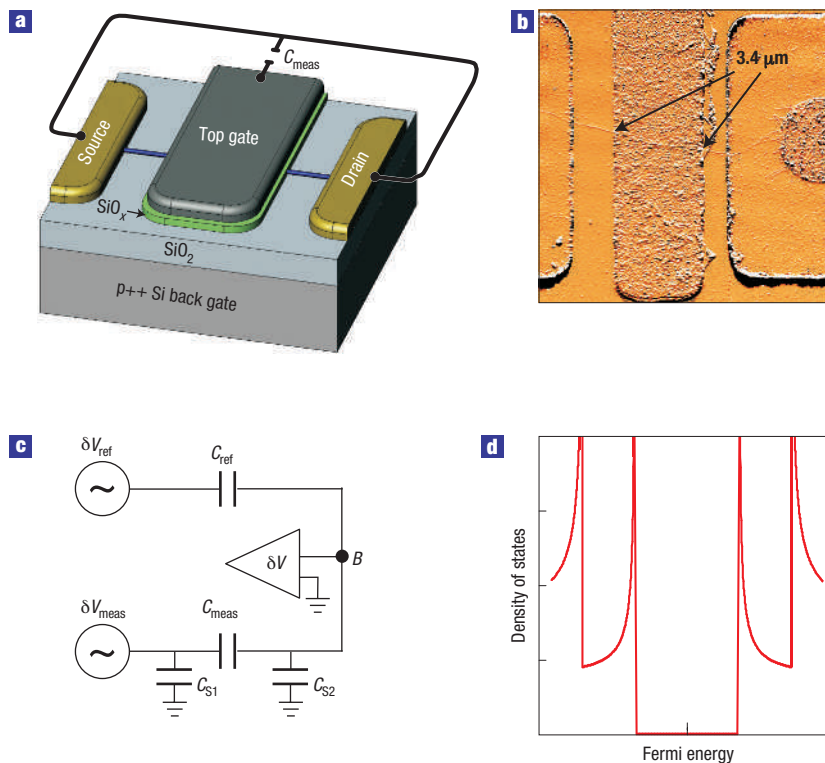 a
C_meas
Source
Top gate
Drain
SiO_x
SiO_2
p++ Si back gate
b
3.4 μm
c
δV_ref
C_ref
~
δV
B
δV_meas
C_meas
~
C_S1
C_S2
d
Density of states
Fermi energy